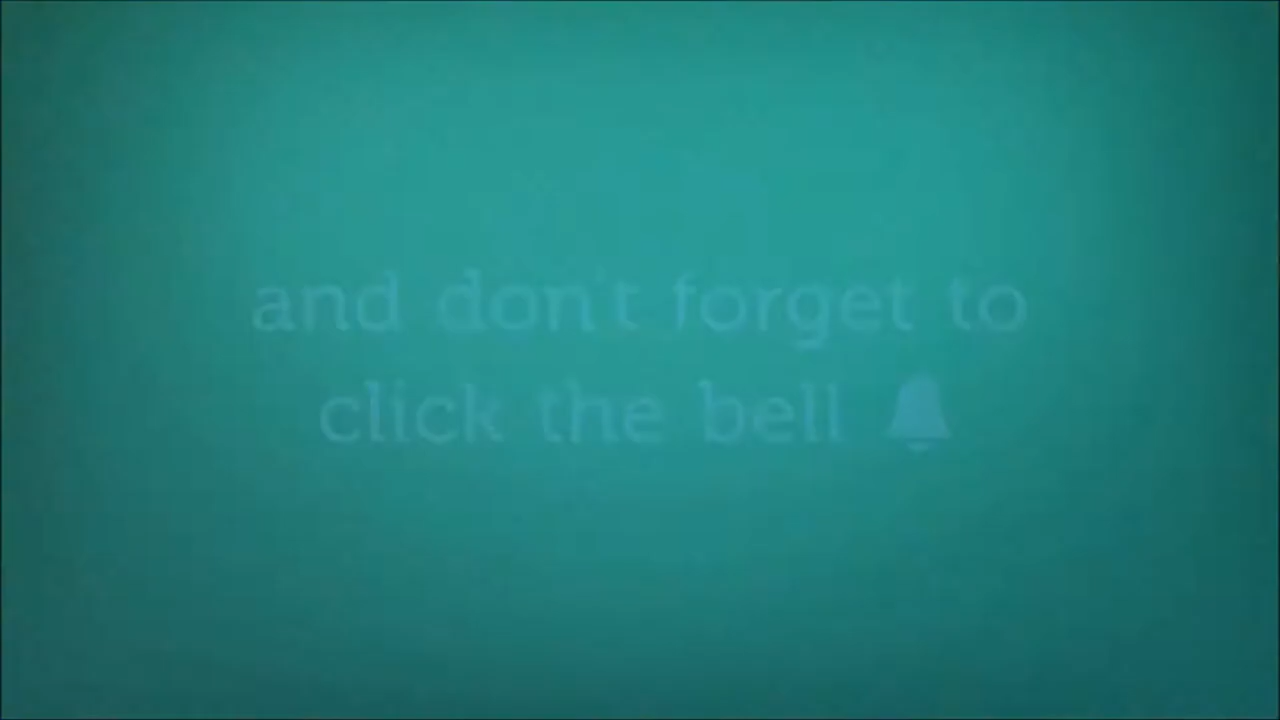 and don't forget to
click the bell 🔔